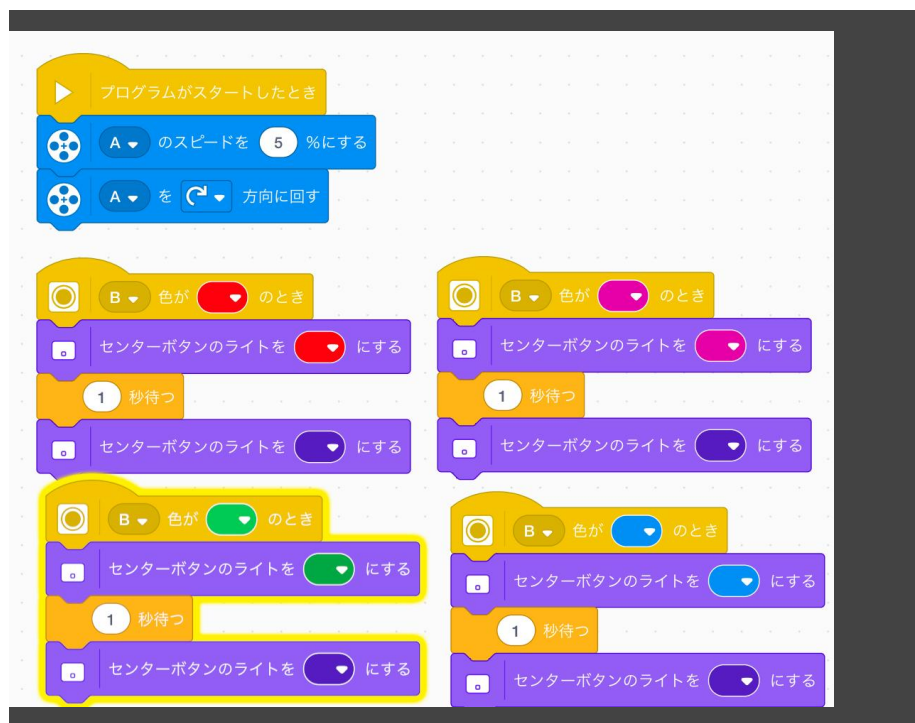 プログラムがスタートしたとき
A のスピードを 5 %にする
A を 方向に回す
B 色が のとき
センターボタンのライトを にする
1 秒待つ
センターボタンのライトを にする
B 色が のとき
センターボタンのライトを にする
1 秒待つ
センターボタンのライトを にする
B 色が のとき
センターボタンのライトを にする
1 秒待つ
センターボタンのライトを にする
B 色が のとき
センターボタンのライトを にする
1 秒待つ
センターボタンのライトを にする